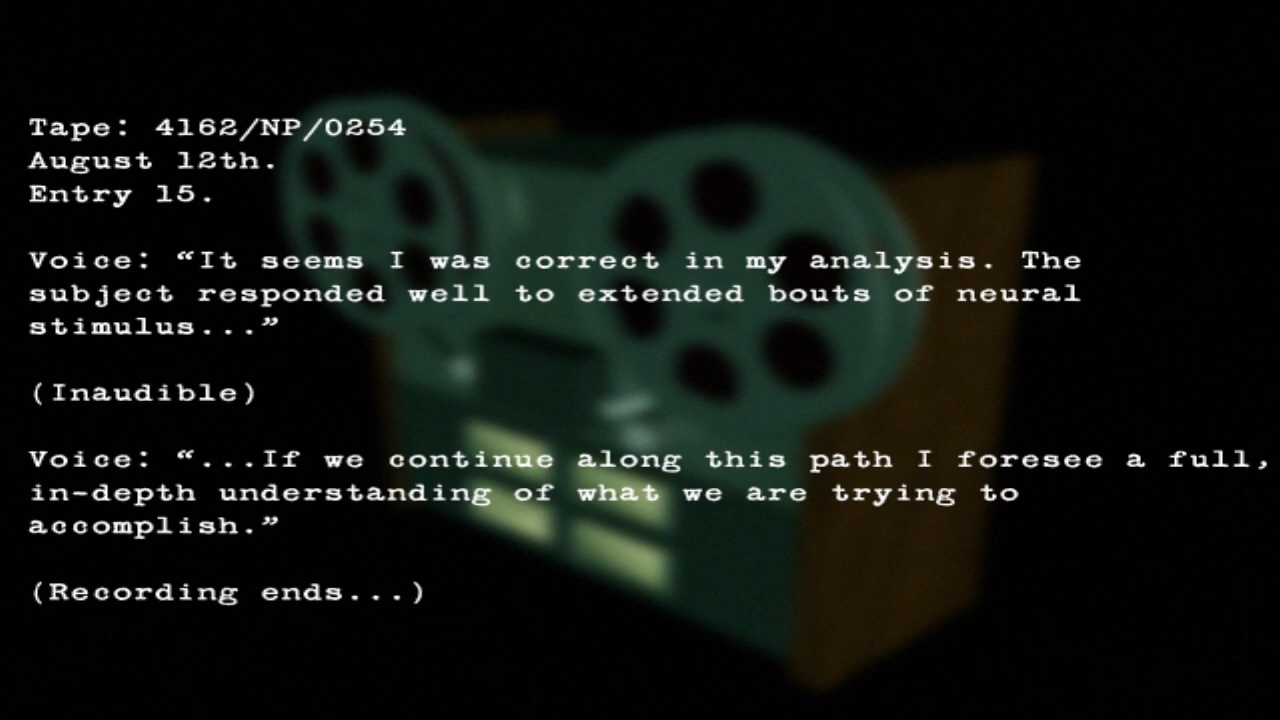 Tape: 4162/NP/0254
August 12th.
Entry 15.
Voice: “It seems I was correct in my analysis. The
subject responded well to extended bouts of neural
stimulus...”
(Inaudible)
Voice: “...If we continue along this path I foresee a full,
in-depth understanding of what we are trying to
accomplish.”
(Recording ends...)